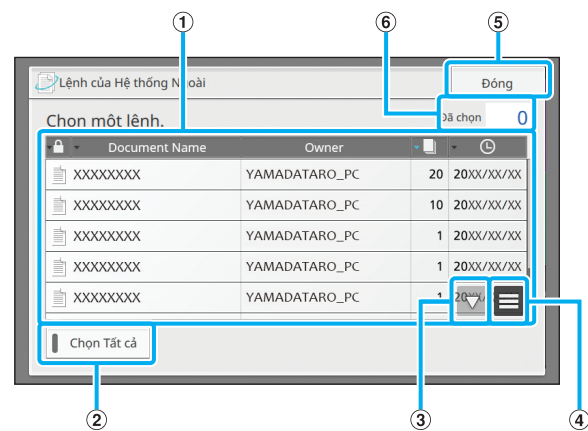 ① ⑥ ⑤
Lệnh của Hệ thống Ngoài
Đóng
Chọn một lệnh.
Đã chọn 0
Document Name Owner
XXXXXXXX YAMADATARO_PC 20 20XX/XX/XX
XXXXXXXX YAMADATARO_PC 10 20XX/XX/XX
XXXXXXXX YAMADATARO_PC 1 20XX/XX/XX
XXXXXXXX YAMADATARO_PC 1 20XX/XX/XX
XXXXXXXX YAMADATARO_PC 1
Chọn Tất cả
② ③ ④